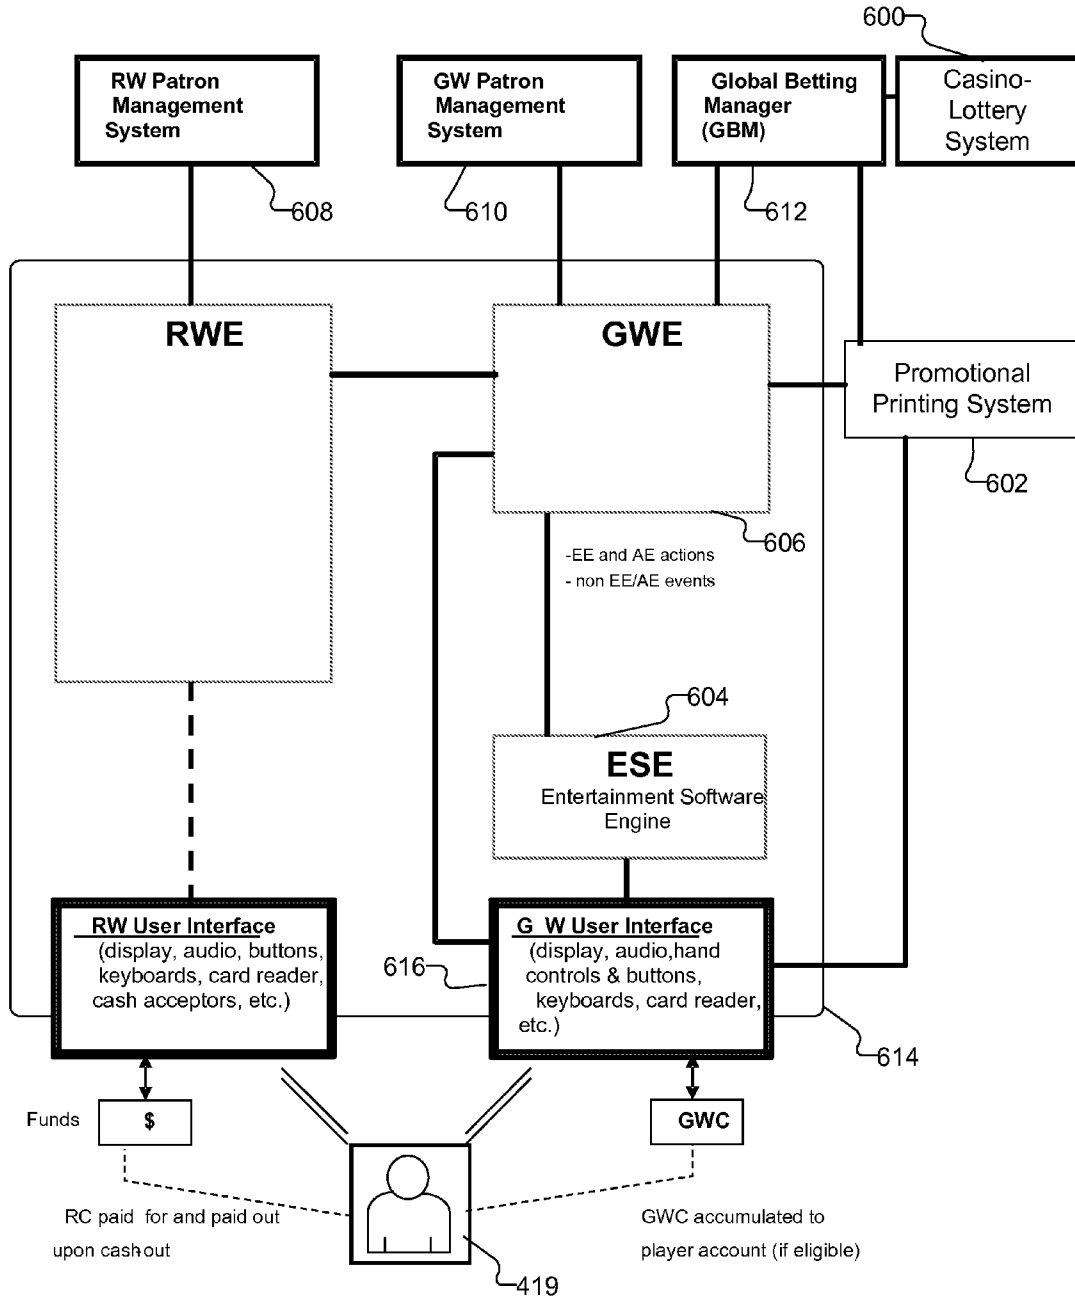 600
RW Patron
Management
System
GW Patron
Management
System
Global Betting
Manager
(GBM)
Casino-
Lottery
System
608
610
612
RWE
GWE
Promotional
Printing System
602
606
-EE and AE actions
- non EE/AE events
604
ESE
Entertainment Software
Engine
RW User Interface
(display, audio, buttons,
keyboards, card reader,
cash acceptors, etc.)
616
G W User Interface
(display, audio,hand
controls & buttons,
keyboards, card reader,
etc.)
614
Funds
$
GWC
RC paid for and paid out
upon cash out
GWC accumulated to
player account (if eligible)
419